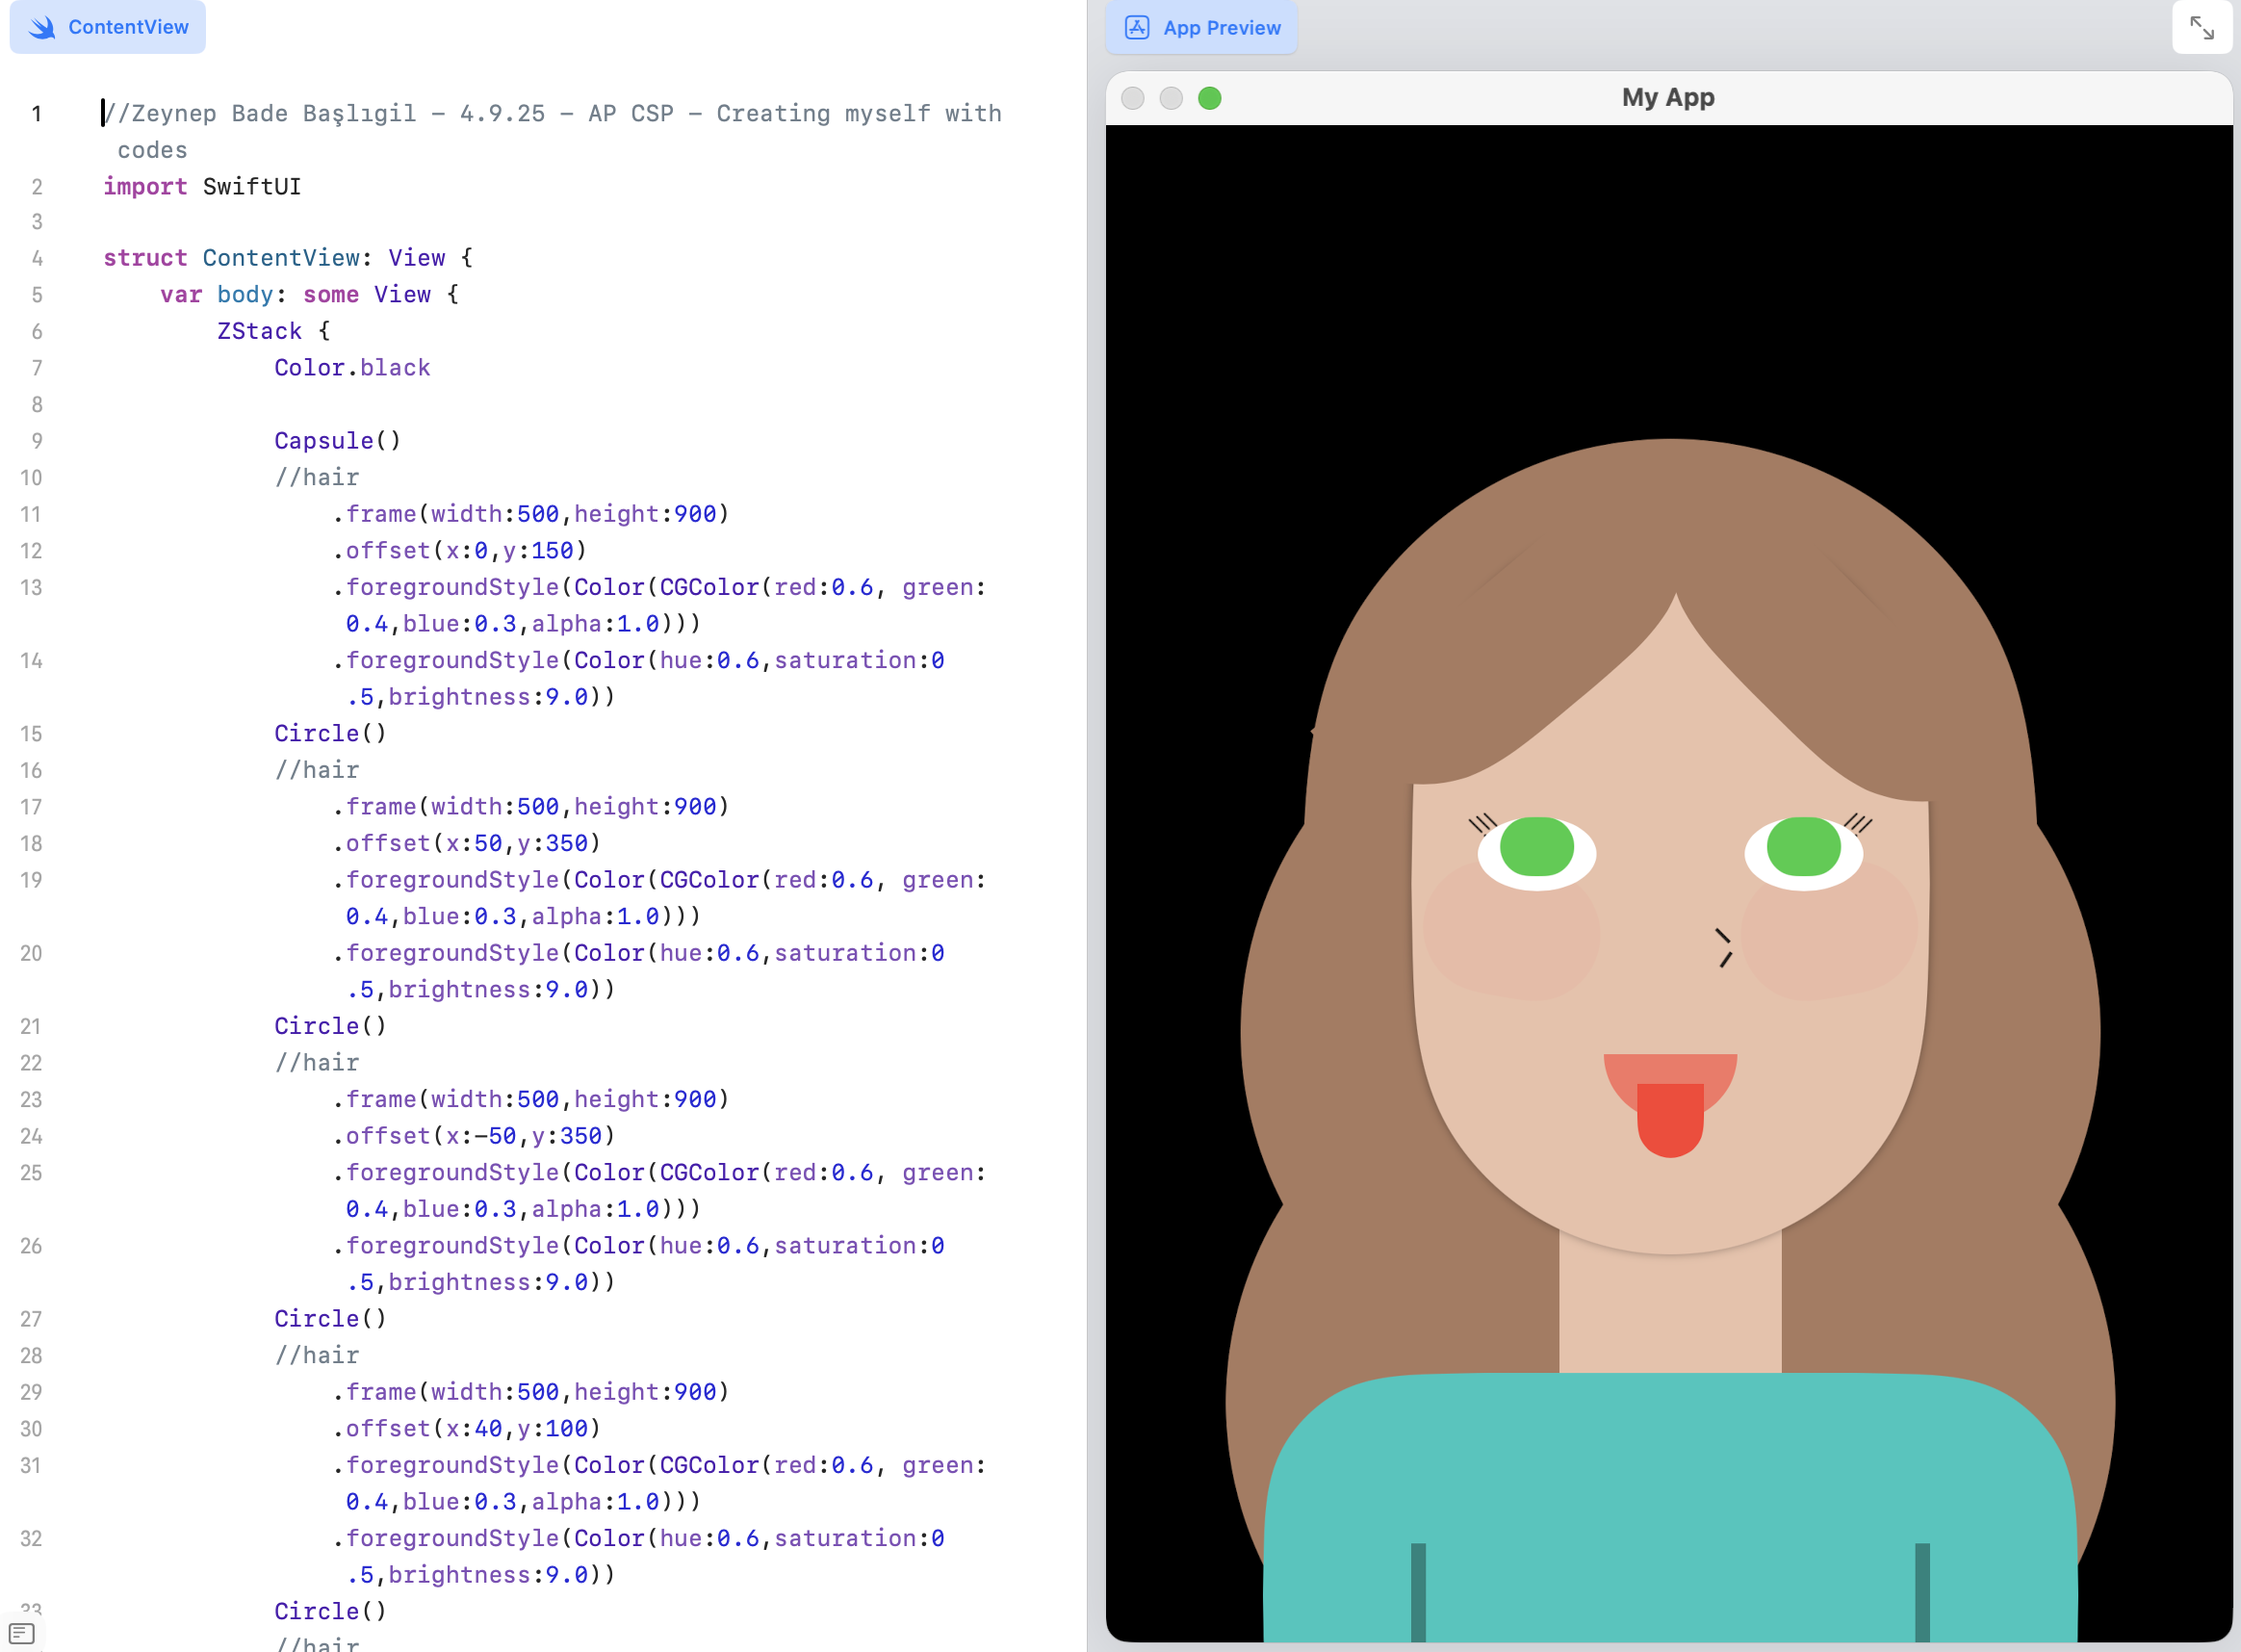 ContentView
1 //Zeynep Bade Başlıgil – 4.9.25 – AP CSP – Creating myself with
codes
2 import SwiftUI
3
4 struct ContentView: View {
5 var body: some View {
6 ZStack {
7 Color.black
8
9 Capsule()
10 //hair
11 .frame(width:500,height:900)
12 .offset(x:0,y:150)
13 .foregroundStyle(Color(CGColor(red:0.6, green:
0.4,blue:0.3,alpha:1.0)))
14 .foregroundStyle(Color(hue:0.6,saturation:0
.5,brightness:9.0))
15 Circle()
16 //hair
17 .frame(width:500,height:900)
18 .offset(x:50,y:350)
19 .foregroundStyle(Color(CGColor(red:0.6, green:
0.4,blue:0.3,alpha:1.0)))
20 .foregroundStyle(Color(hue:0.6,saturation:0
.5,brightness:9.0))
21 Circle()
22 //hair
23 .frame(width:500,height:900)
24 .offset(x:-50,y:350)
25 .foregroundStyle(Color(CGColor(red:0.6, green:
0.4,blue:0.3,alpha:1.0)))
26 .foregroundStyle(Color(hue:0.6,saturation:0
.5,brightness:9.0))
27 Circle()
28 //hair
29 .frame(width:500,height:900)
30 .offset(x:40,y:100)
31 .foregroundStyle(Color(CGColor(red:0.6, green:
0.4,blue:0.3,alpha:1.0)))
32 .foregroundStyle(Color(hue:0.6,saturation:0
.5,brightness:9.0))
33 Circle()
//hair
App Preview
My App